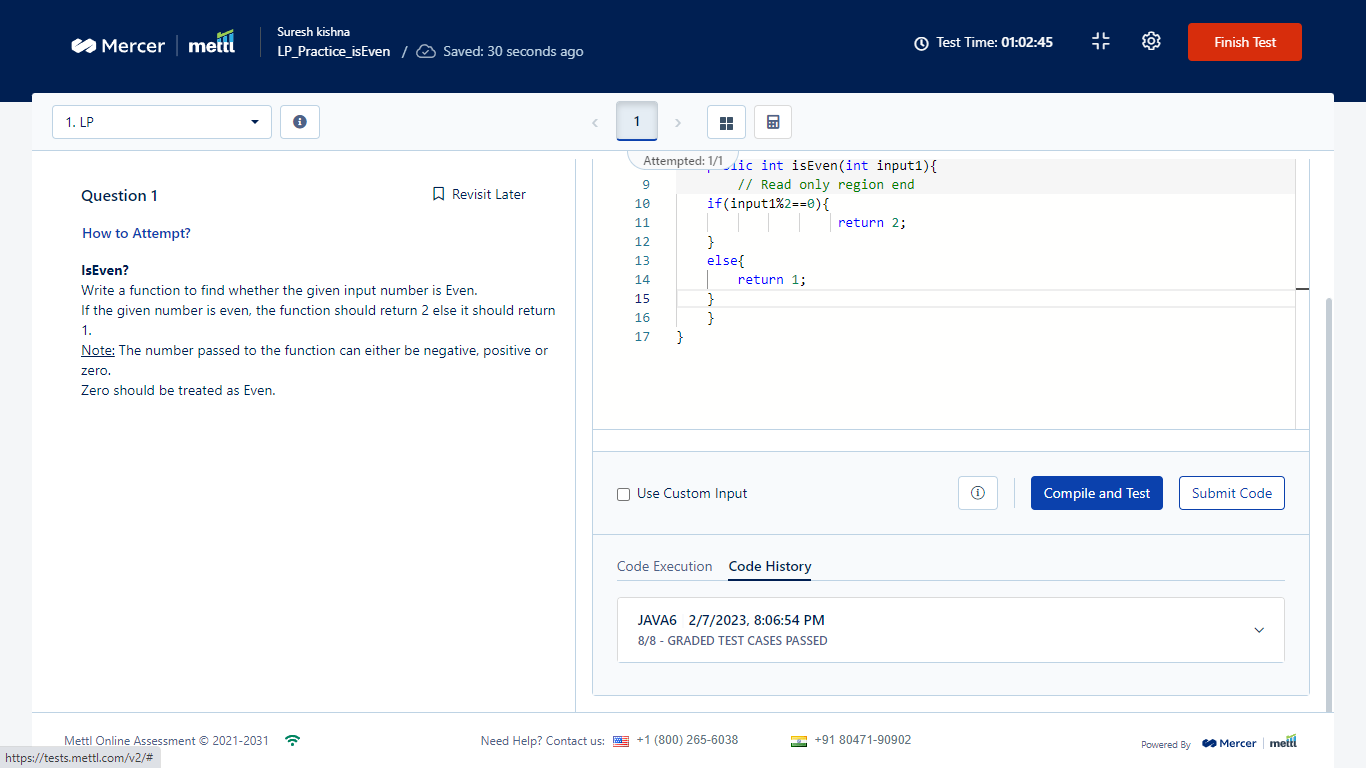 Mercer | mettl
Suresh kishna
LP_Practice_isEven / Saved: 30 seconds ago
Test Time: 01:02:45
Finish Test
1. LP
1
Attempted: 1/1
Question 1
Revisit Later
How to Attempt?
IsEven?
Write a function to find whether the given input number is Even.
If the given number is even, the function should return 2 else it should return
1.
Note: The number passed to the function can either be negative, positive or
zero.
Zero should be treated as Even.
int isEven(int input1){
9 // Read only region end
10 if(input1%2==0){
11 return 2;
12 }
13 else{
14 return 1;
15 }
16 }
17 }
Use Custom Input
Compile and Test
Submit Code
Code Execution Code History
JAVA6 2/7/2023, 8:06:54 PM
8/8 - GRADED TEST CASES PASSED
Mettl Online Assessment © 2021-2031
Need Help? Contact us: +1 (800) 265-6038 +91 80471-90902
Powered By Mercer | mettl
https://tests.mettl.com/v2/#